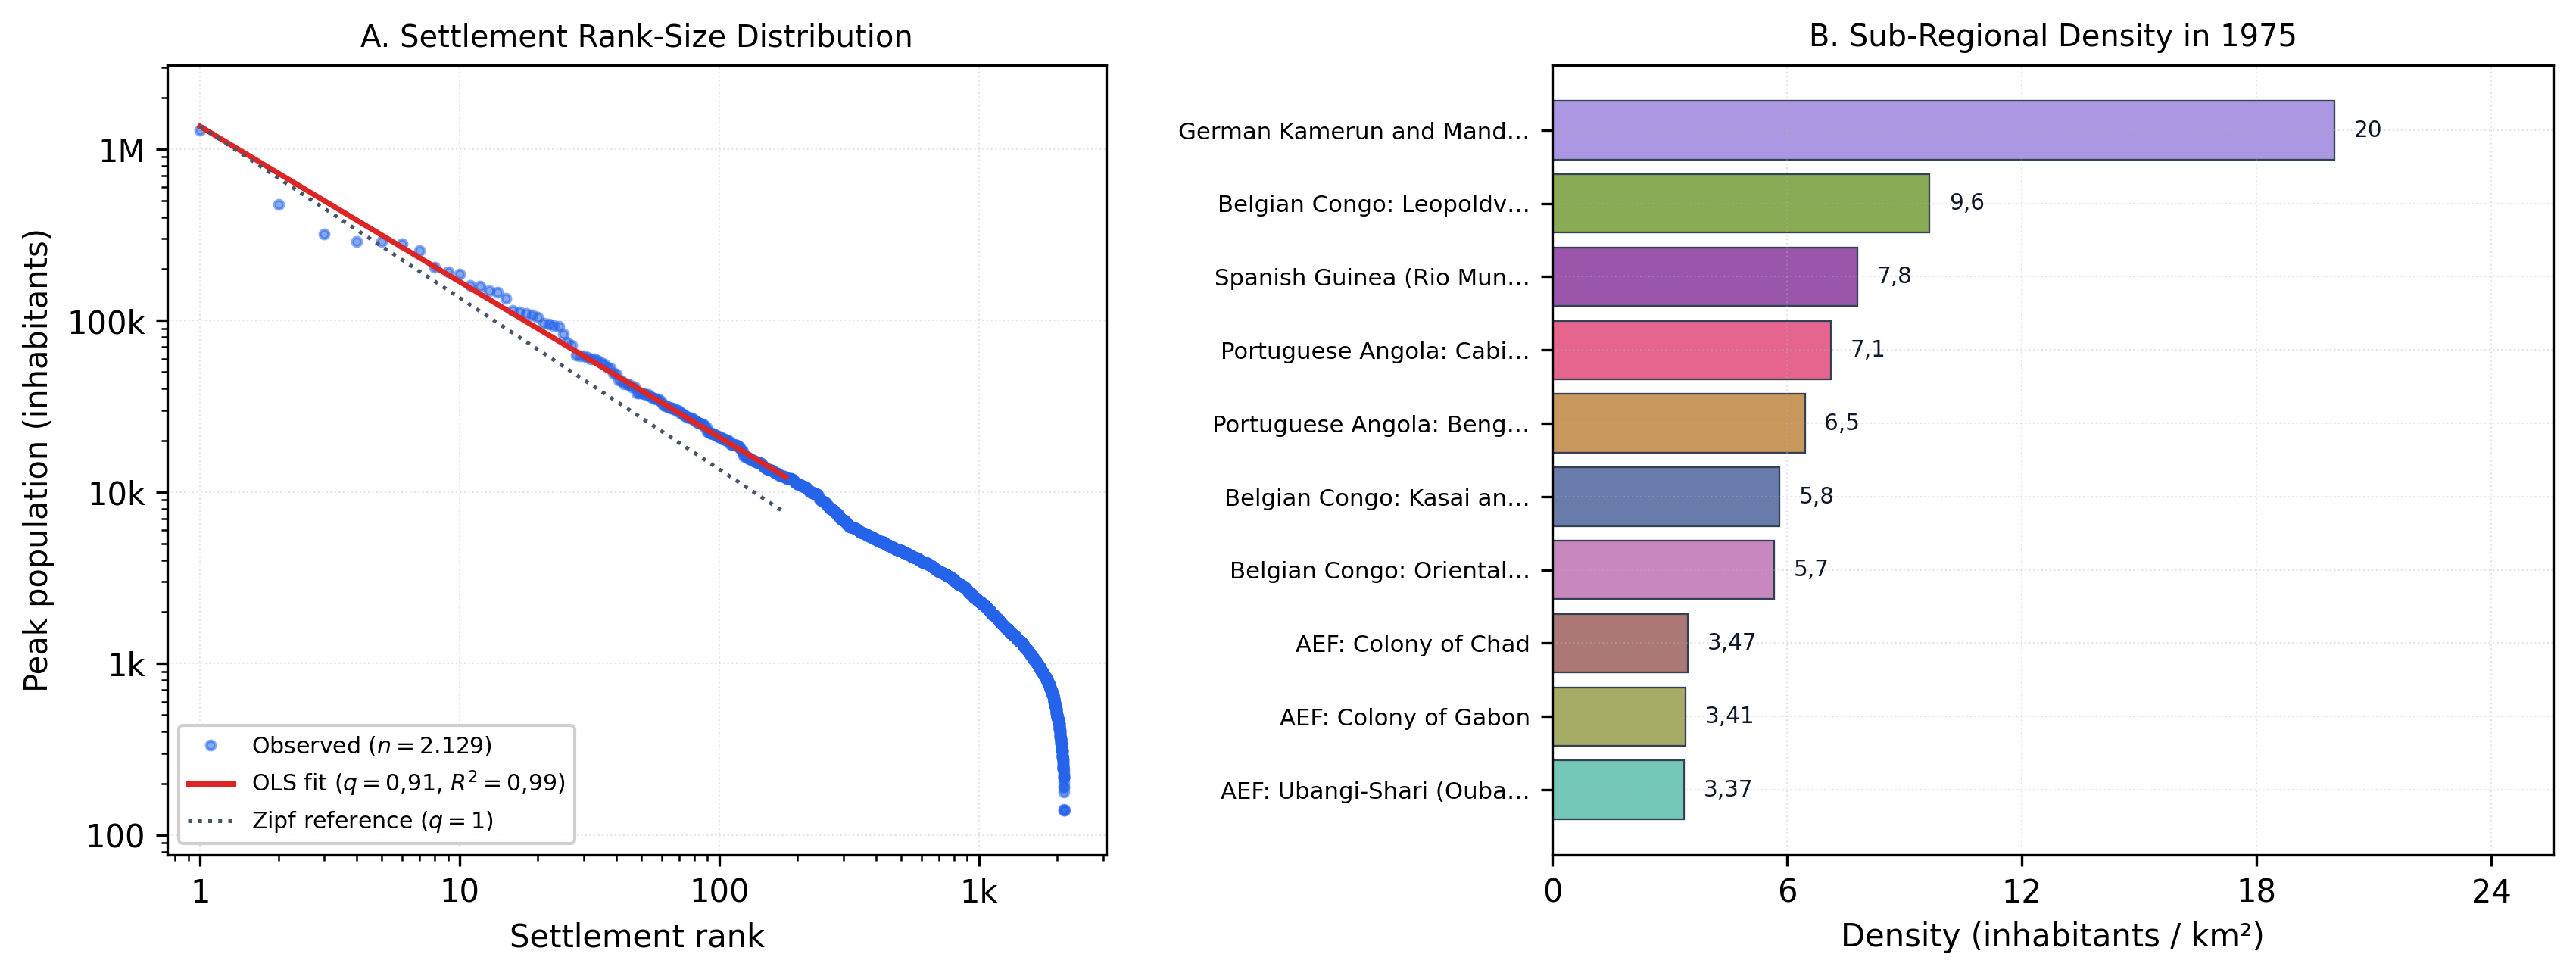 A. Settlement Rank-Size Distribution
Peak population (inhabitants)
1M
100k
10k
1k
100
Observed (n = 2.129)
OLS fit (q = 0,91, R² = 0,99)
Zipf reference (q = 1)
1
10
100
1k
Settlement rank
B. Sub-Regional Density in 1975
German Kamerun and Mand...
20
Belgian Congo: Leopoldv...
9,6
Spanish Guinea (Rio Mun...
7,8
Portuguese Angola: Cabi...
7,1
Portuguese Angola: Beng...
6,5
Belgian Congo: Kasai an...
5,8
Belgian Congo: Oriental...
5,7
AEF: Colony of Chad
3,47
AEF: Colony of Gabon
3,41
AEF: Ubangi-Shari (Ouba...
3,37
0
6
12
18
24
Density (inhabitants / km²)